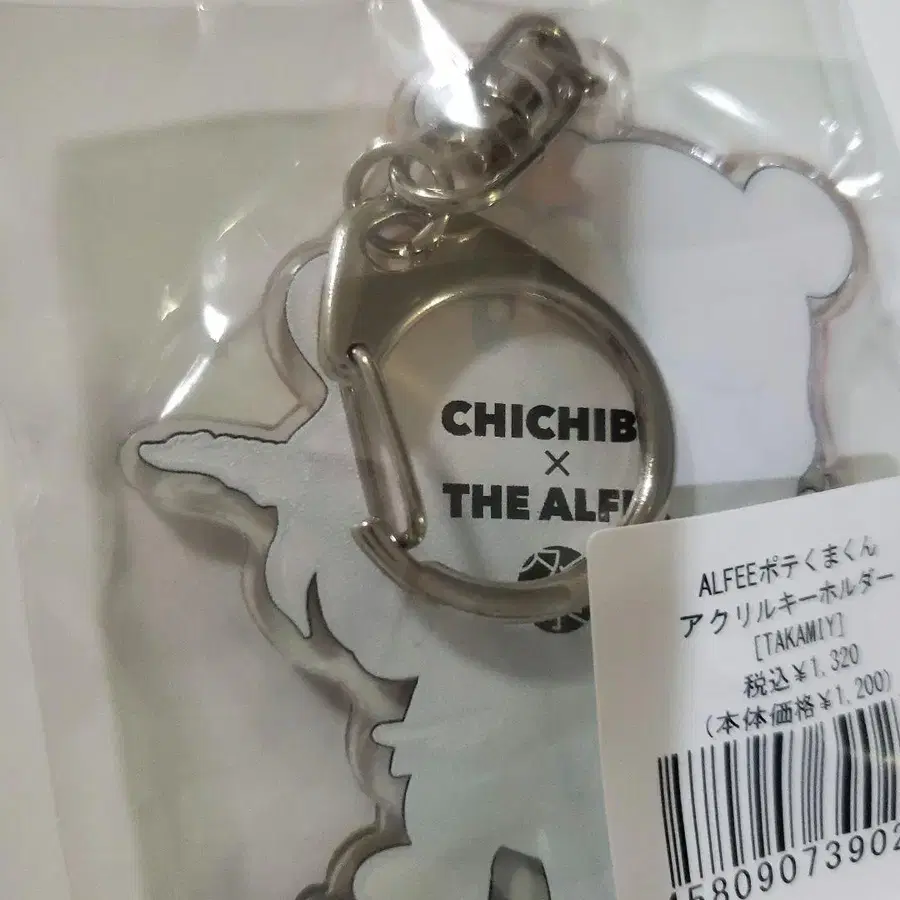 CHICHIB
×
THE ALF
ALFEEポテくまくん
アクリルキーホルダー
[TAKAMIY]
税込¥1,320
(本体価格¥1,200)
45809073902